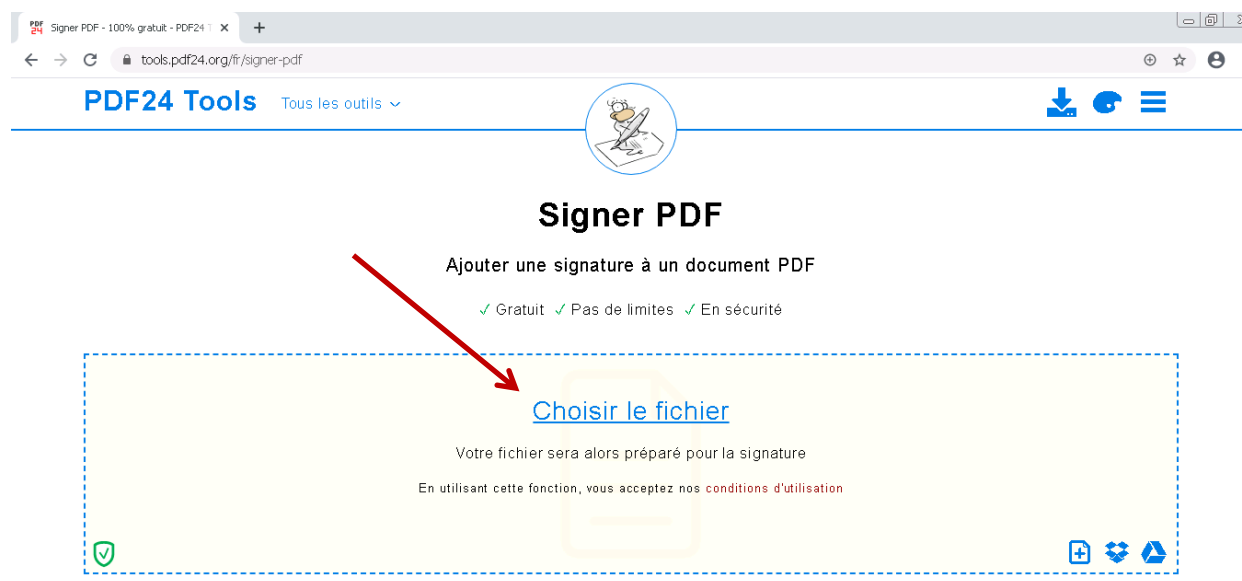 PDF
24 Signer PDF - 100% gratuit - PDF24 T
tools.pdf24.org/fr/signer-pdf
PDF24 Tools Tous les outils
Signer PDF
Ajouter une signature à un document PDF
✓ Gratuit ✓ Pas de limites ✓ En sécurité
Choisir le fichier
Votre fichier sera alors préparé pour la signature
En utilisant cette fonction, vous acceptez nos conditions d'utilisation